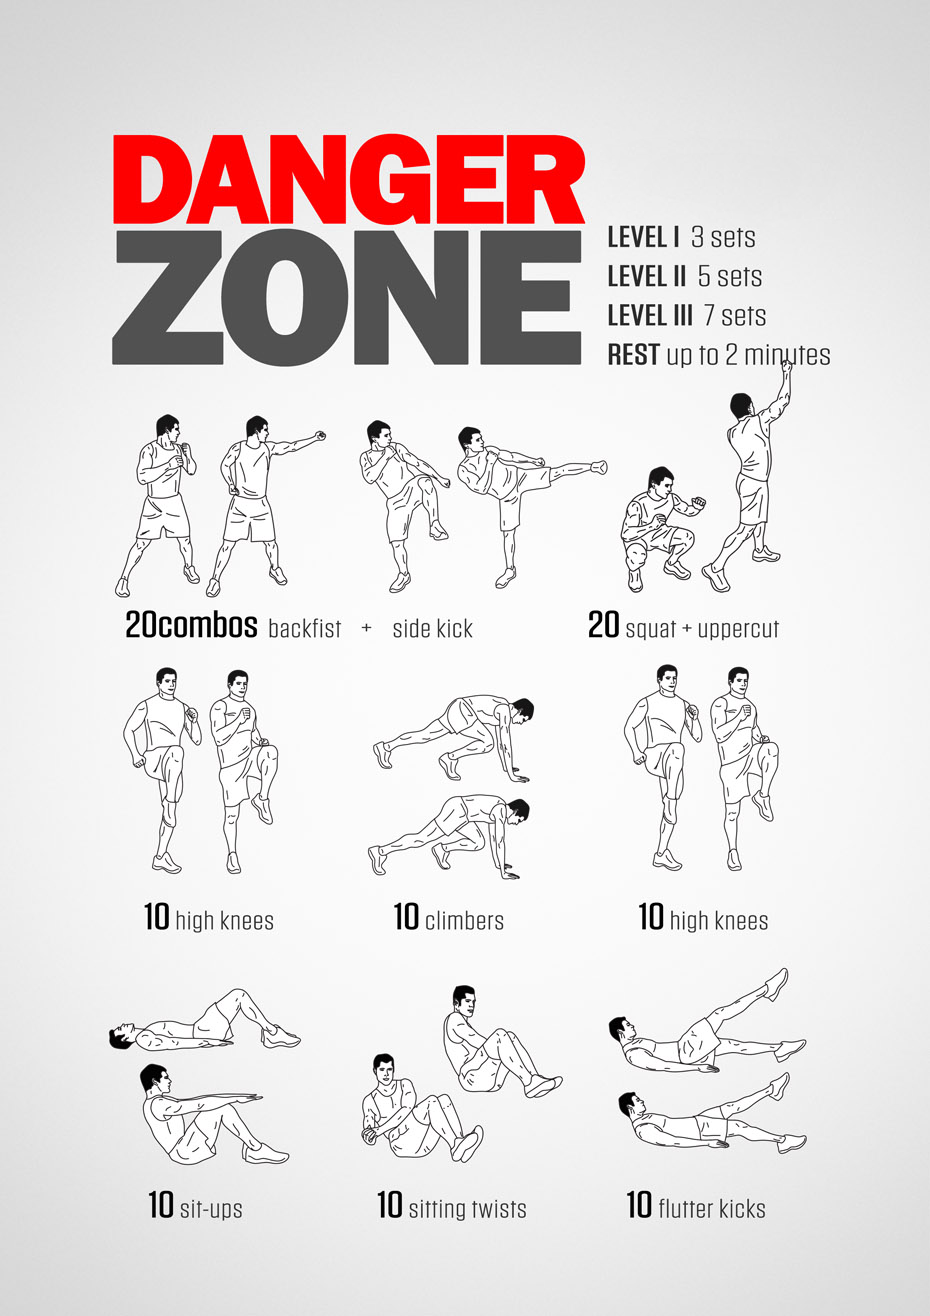 DANGER
ZONE
LEVEL I 3 sets
LEVEL II 5 sets
LEVEL III 7 sets
REST up to 2 minutes
20combos backfist + side kick
20 squat + uppercut
10 high knees
10 climbers
10 high knees
10 sit-ups
10 sitting twists
10 flutter kicks